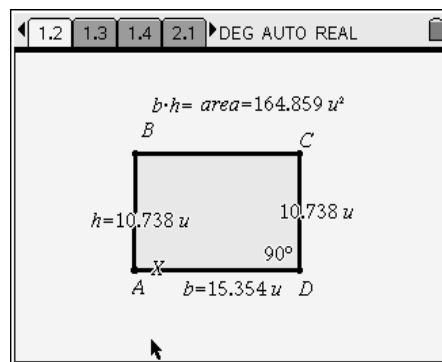 1.2 1.3 1.4 2.1 DEG AUTO REAL
b·h= area=164.859 u²
B
C
h=10.738 u
10.738 u
90°
X
A
b=15.354 u
D